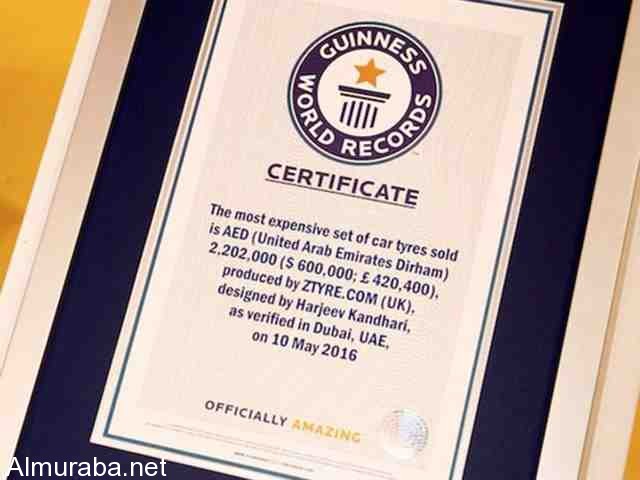 GUINNESS
WORLD RECORDS
CERTIFICATE
The most expensive set of car tyres sold
is AED (United Arab Emirates Dirham)
2,202,000 ($ 600,000; £ 420,400),
produced by ZTYRE.COM (UK),
designed by Harjeev Kandhari,
as verified in Dubai, UAE,
on 10 May 2016
OFFICIALLY AMAZING
Almuraba.net